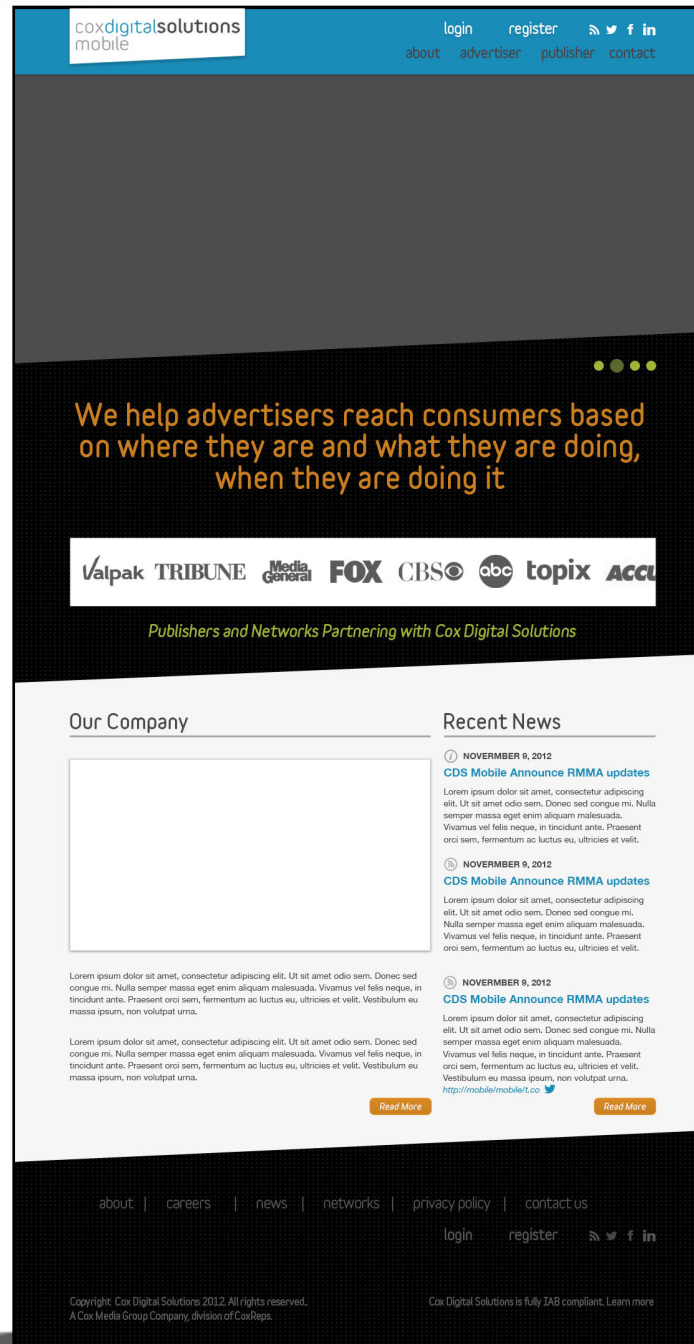 coxdigitalsolutions
mobile
login register
about advertiser publisher contact
We help advertisers reach consumers based
on where they are and what they are doing,
when they are doing it
Valpak TRIBUNE Media General FOX CBS abc topix ACCU
Publishers and Networks Partnering with Cox Digital Solutions
Our Company
Lorem ipsum dolor sit amet, consectetur adipiscing elit. Ut sit amet odio sem. Donec sed
congue mi. Nulla semper massa eget enim aliquam malesuada. Vivamus vel felis neque, in
tincidunt ante. Praesent orci sem, fermentum ac luctus eu, ultricies et velit. Vestibulum eu
massa ipsum, non volutpat urna.
Lorem ipsum dolor sit amet, consectetur adipiscing elit. Ut sit amet odio sem. Donec sed
congue mi. Nulla semper massa eget enim aliquam malesuada. Vivamus vel felis neque, in
tincidunt ante. Praesent orci sem, fermentum ac luctus eu, ultricies et velit. Vestibulum eu
massa ipsum, non volutpat urna.
Read More
Recent News
NOVERMBER 9, 2012
CDS Mobile Announce RMMA updates
Lorem ipsum dolor sit amet, consectetur adipiscing
elit. Ut sit amet odio sem. Donec sed congue mi. Nulla
semper massa eget enim aliquam malesuada.
Vivamus vel felis neque, in tincidunt ante. Praesent
orci sem, fermentum ac luctus eu, ultricies et velit.
NOVERMBER 9, 2012
CDS Mobile Announce RMMA updates
Lorem ipsum dolor sit amet, consectetur adipiscing
elit. Ut sit amet odio sem. Donec sed congue mi.
Nulla semper massa eget enim aliquam malesuada.
Vivamus vel felis neque, in tincidunt ante. Praesent
orci sem, fermentum ac luctus eu, ultricies et velit.
NOVERMBER 9, 2012
CDS Mobile Announce RMMA updates
Lorem ipsum dolor sit amet, consectetur adipiscing
elit. Ut sit amet odio sem. Donec sed congue mi. Nulla
semper massa eget enim aliquam malesuada.
Vivamus vel felis neque, in tincidunt ante. Praesent
orci sem, fermentum ac luctus eu, ultricies et velit.
Vestibulum eu massa ipsum, non volutpat urna.
http://mobile/mobile/t.co
Read More
about | careers | news | networks | privacy policy | contact us
login register
Copyright Cox Digital Solutions 2012. All rights reserved..
A Cox Media Group Company, division of CoxReps.
Cox Digital Solutions is fully IAB compliant. Learn more